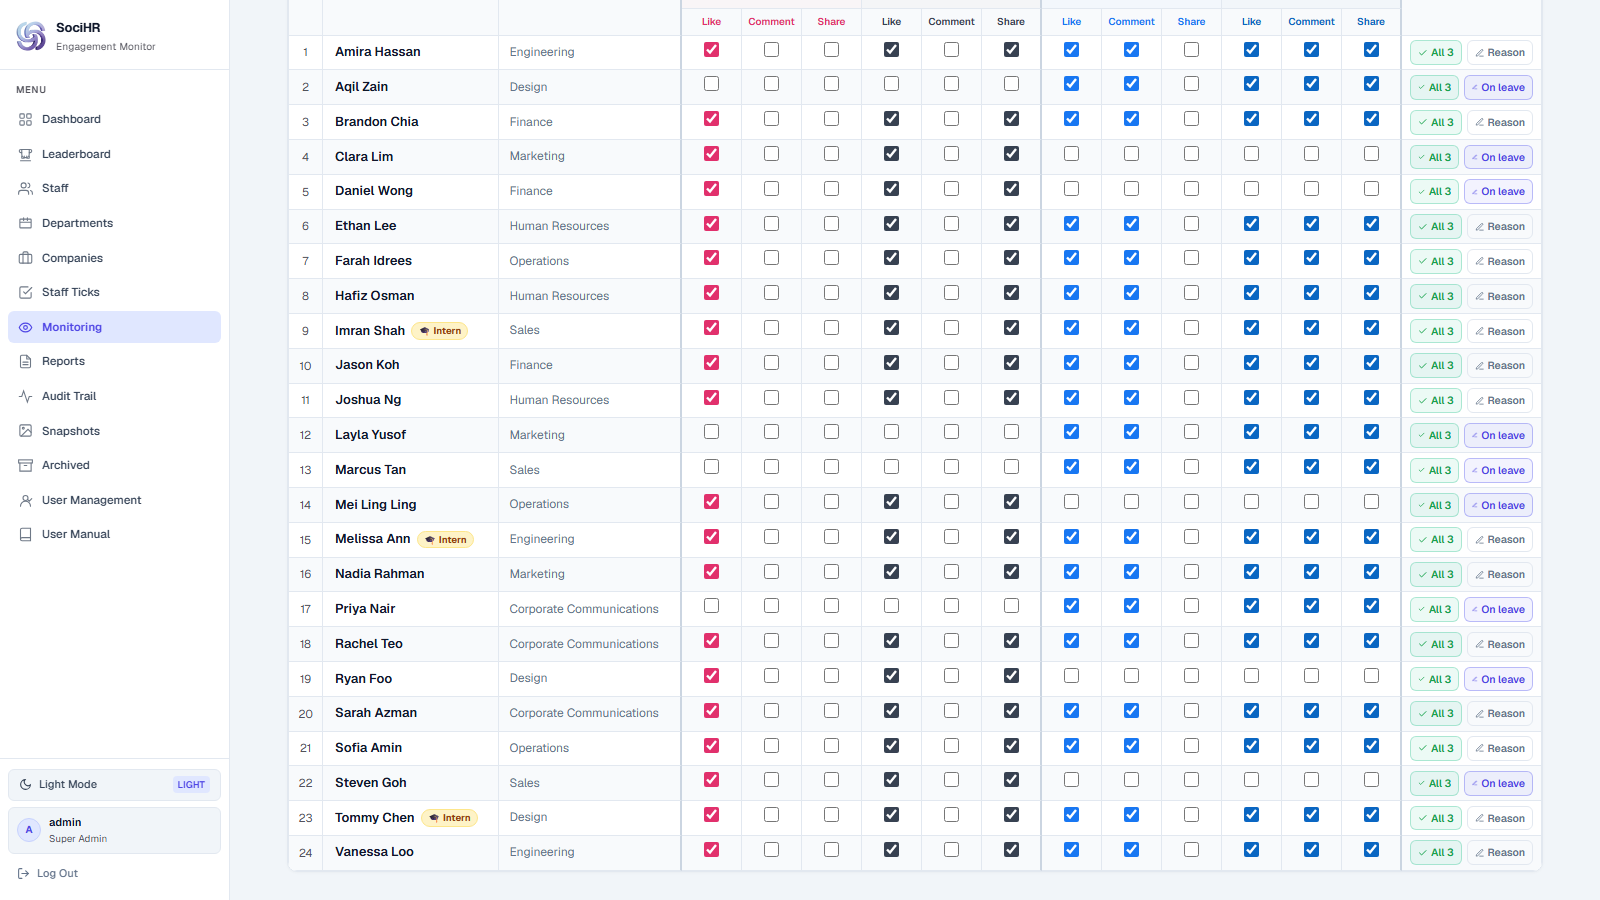 SociHR
Engagement Monitor
MENU
Dashboard
Leaderboard
Staff
Departments
Companies
Staff Ticks
Monitoring
Reports
Audit Trail
Snapshots
Archived
User Management
User Manual
Light Mode LIGHT
A admin
Super Admin
Log Out
Like Comment Share Like Comment Share Like Comment Share Like Comment Share
1 Amira Hassan Engineering All 3 Reason
2 Aqil Zain Design All 3 On leave
3 Brandon Chia Finance All 3 Reason
4 Clara Lim Marketing All 3 On leave
5 Daniel Wong Finance All 3 On leave
6 Ethan Lee Human Resources All 3 Reason
7 Farah Idrees Operations All 3 Reason
8 Hafiz Osman Human Resources All 3 Reason
9 Imran Shah Intern Sales All 3 Reason
10 Jason Koh Finance All 3 Reason
11 Joshua Ng Human Resources All 3 Reason
12 Layla Yusof Marketing All 3 On leave
13 Marcus Tan Sales All 3 On leave
14 Mei Ling Ling Operations All 3 On leave
15 Melissa Ann Intern Engineering All 3 Reason
16 Nadia Rahman Marketing All 3 Reason
17 Priya Nair Corporate Communications All 3 On leave
18 Rachel Teo Corporate Communications All 3 Reason
19 Ryan Foo Design All 3 On leave
20 Sarah Azman Corporate Communications All 3 Reason
21 Sofia Amin Operations All 3 Reason
22 Steven Goh Sales All 3 On leave
23 Tommy Chen Intern Design All 3 Reason
24 Vanessa Loo Engineering All 3 Reason